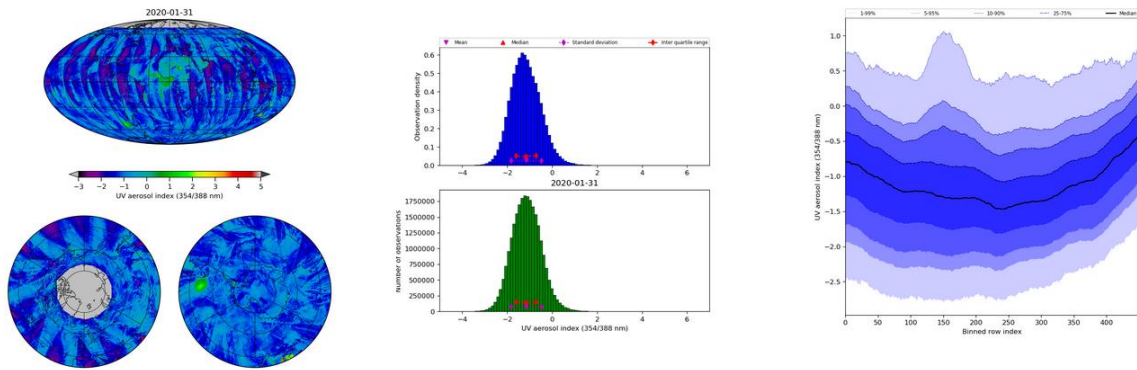 2020-01-31
−3 −2 −1 0 1 2 3 4 5
UV aerosol index (354/388 nm)
Mean Median Standard deviation Inter quartile range
Observation density
0.6
0.5
0.4
0.3
0.2
0.1
0.0
−4 −2 0 2 4 6
2020-01-31
Number of observations
1750000
1500000
1250000
1000000
750000
500000
250000
0
−4 −2 0 2 4 6
UV aerosol index (354/388 nm)
1-99% 5-95% 10-90% 25-75% Median
UV aerosol index (354/388 nm)
1.0
0.5
0.0
−0.5
−1.0
−1.5
−2.0
−2.5
0 50 100 150 200 250 300 350 400
Binned row index